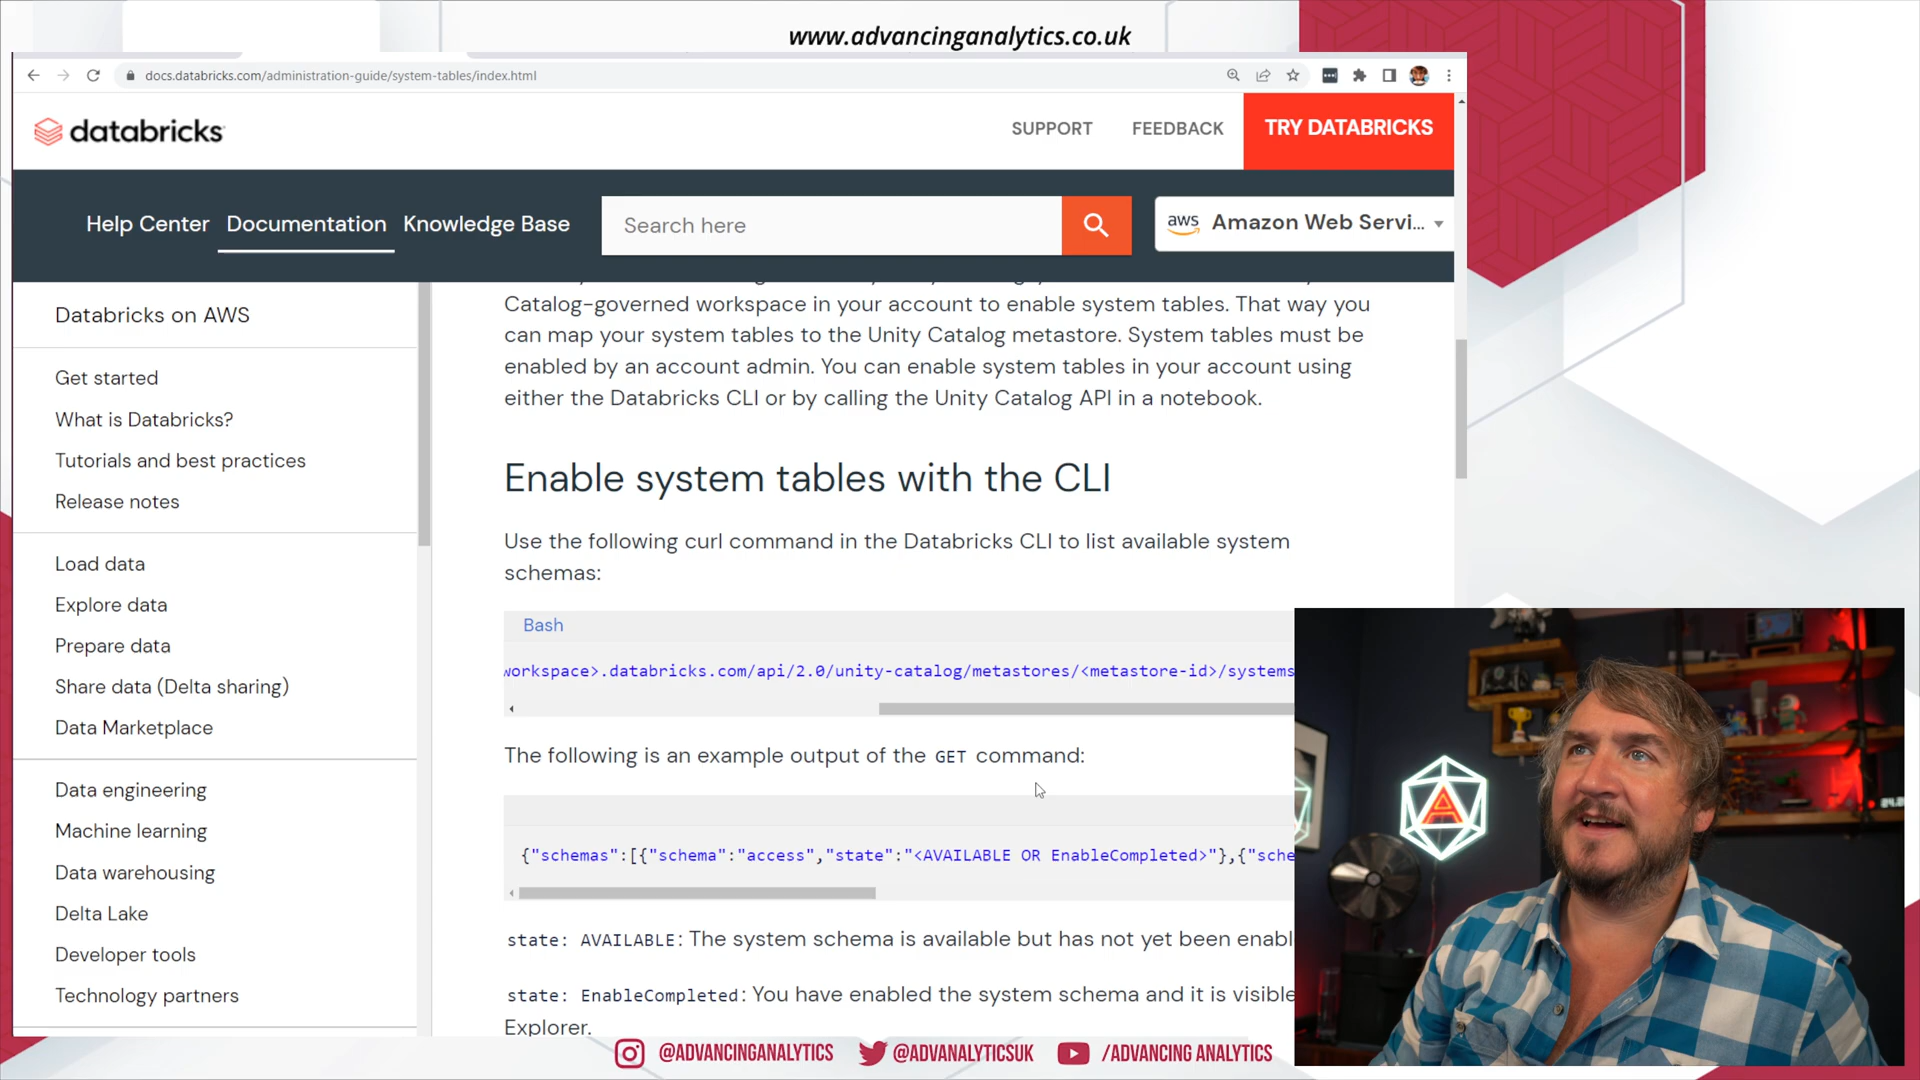 www.advancinganalytics.co.uk
docs.databricks.com/administration-guide/system-tables/index.html
databricks
SUPPORT
FEEDBACK
TRY DATABRICKS
Help Center
Documentation
Knowledge Base
Search here
aws
Amazon Web Servi...
Databricks on AWS
Get started
What is Databricks?
Tutorials and best practices
Release notes
Load data
Explore data
Prepare data
Share data (Delta sharing)
Data Marketplace
Data engineering
Machine learning
Data warehousing
Delta Lake
Developer tools
Technology partners
Catalog-governed workspace in your account to enable system tables. That way you
can map your system tables to the Unity Catalog metastore. System tables must be
enabled by an account admin. You can enable system tables in your account using
either the Databricks CLI or by calling the Unity Catalog API in a notebook.
Enable system tables with the CLI
Use the following curl command in the Databricks CLI to list available system
schemas:
Bash
workspace>.databricks.com/api/2.0/unity-catalog/metastores/<metastore-id>/systems
The following is an example output of the GET command:
{"schemas":[{"schema":"access","state":"<AVAILABLE OR EnableCompleted>"},{"sche
state: AVAILABLE: The system schema is available but has not yet been enabl
state: EnableCompleted: You have enabled the system schema and it is visible
Explorer.
@ADVANCINGANALYTICS
@ADVANALYTICSUK
/ADVANCING ANALYTICS